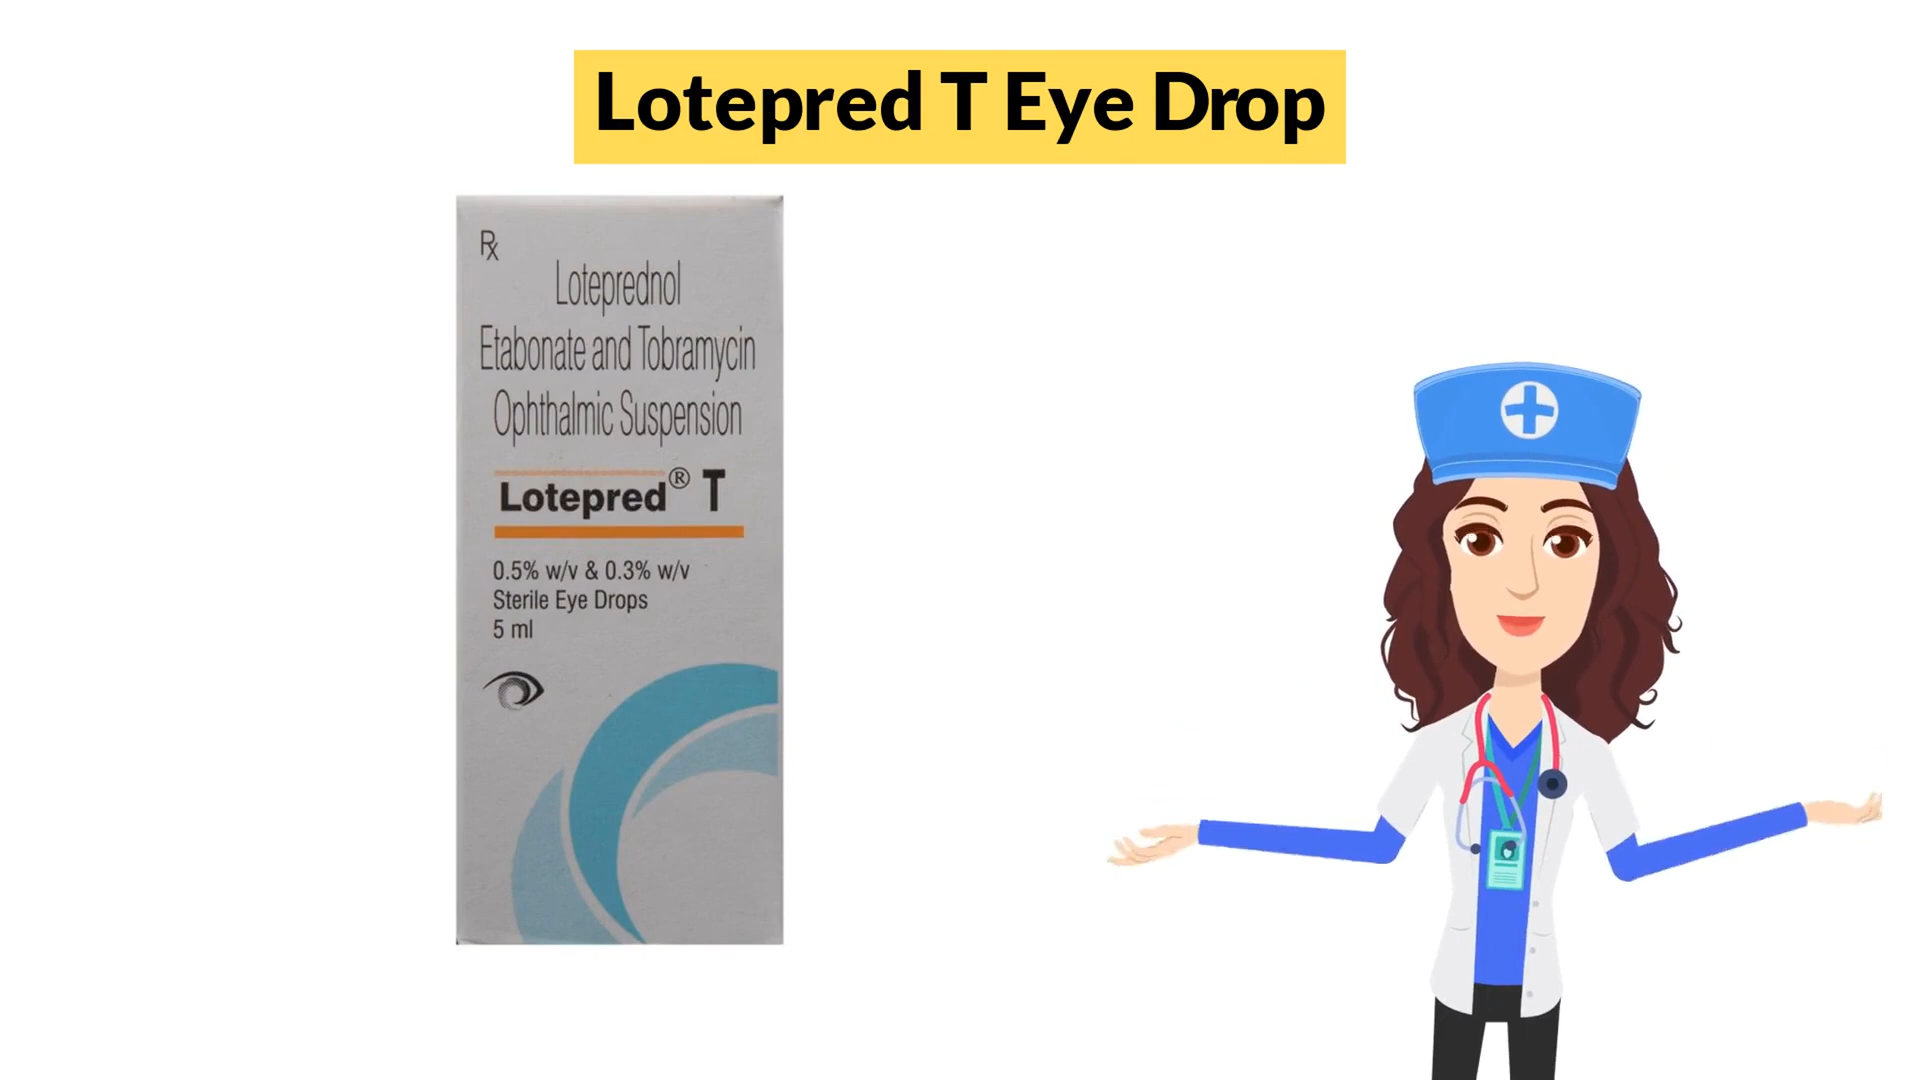 Lotepred T Eye Drop
Rx
Loteprednol
Etabonate and Tobramycin
Ophthalmic Suspension
Lotepred® T
0.5% w/v & 0.3% w/v
Sterile Eye Drops
5 ml